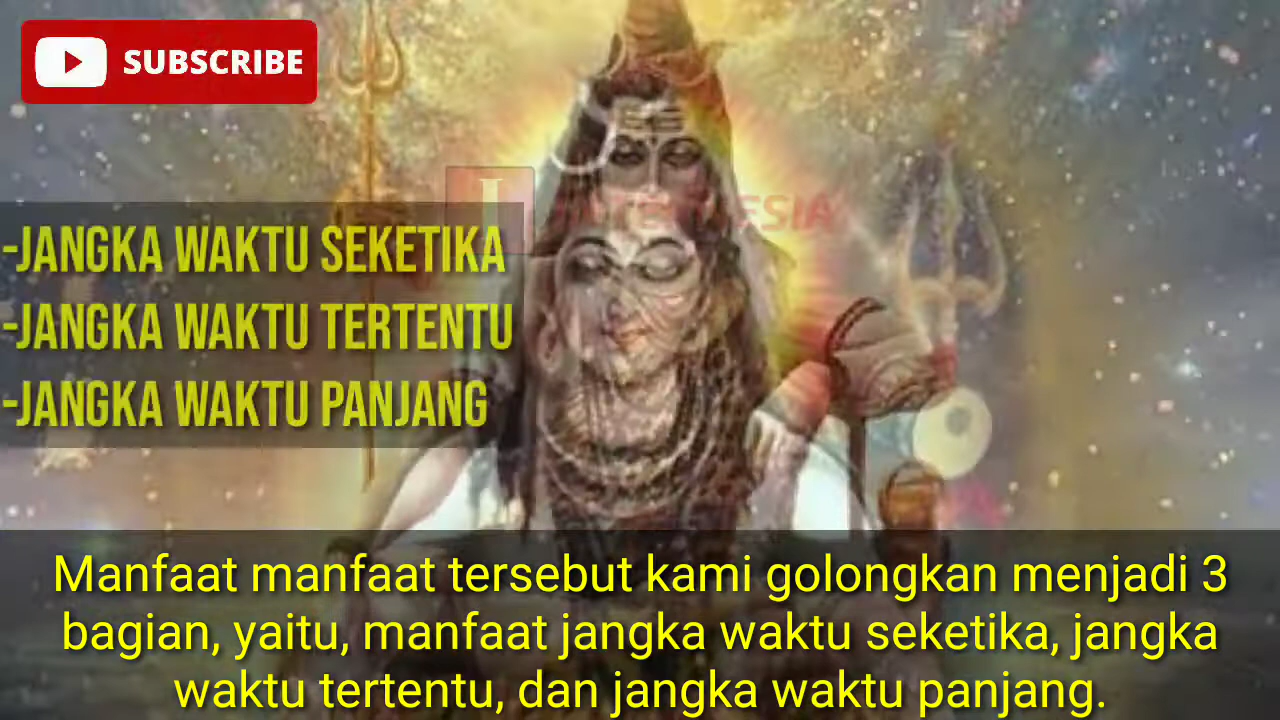 SUBSCRIBE
-JANGKA WAKTU SEKETIKA
-JANGKA WAKTU TERTENTU
-JANGKA WAKTU PANJANG
Manfaat manfaat tersebut kami golongkan menjadi 3
bagian, yaitu, manfaat jangka waktu seketika, jangka
waktu tertentu, dan jangka waktu panjang.